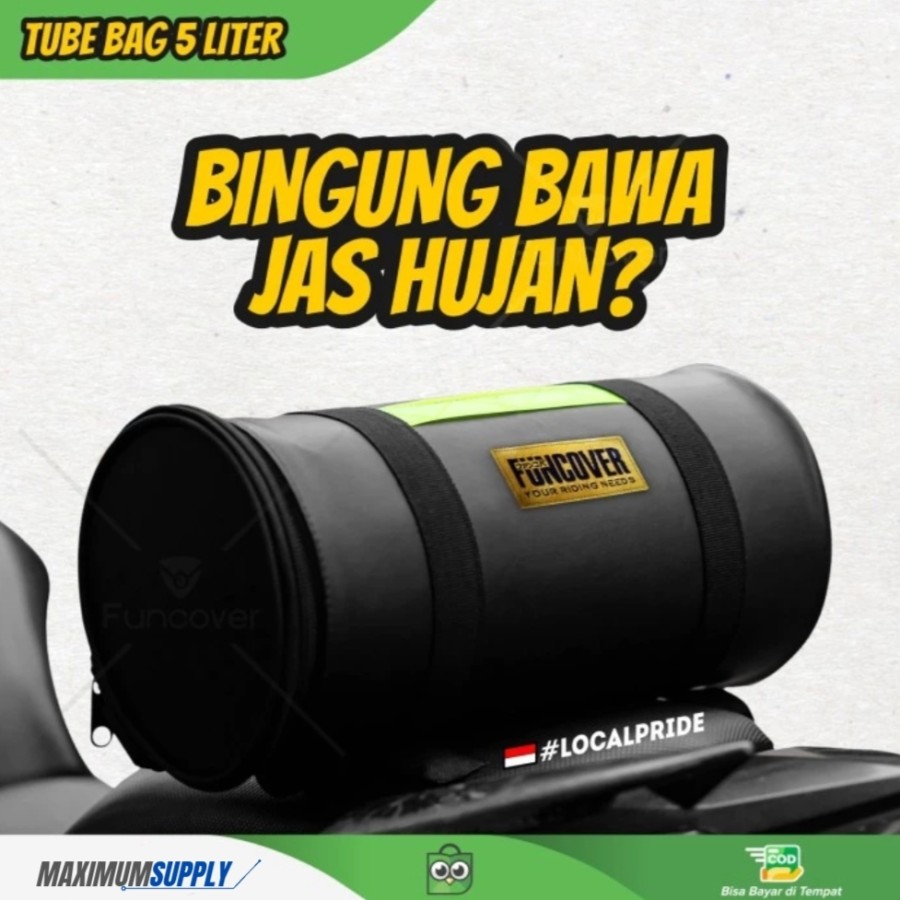 TUBE BAG 5 LITER
BINGUNG BAWA
JAS HUJAN?
FUNCOVER
YOUR RIDING NEEDS
Funcover
#LOCALPRIDE
MAXIMUMSUPPLY
COD
Bisa Bayar di Tempat